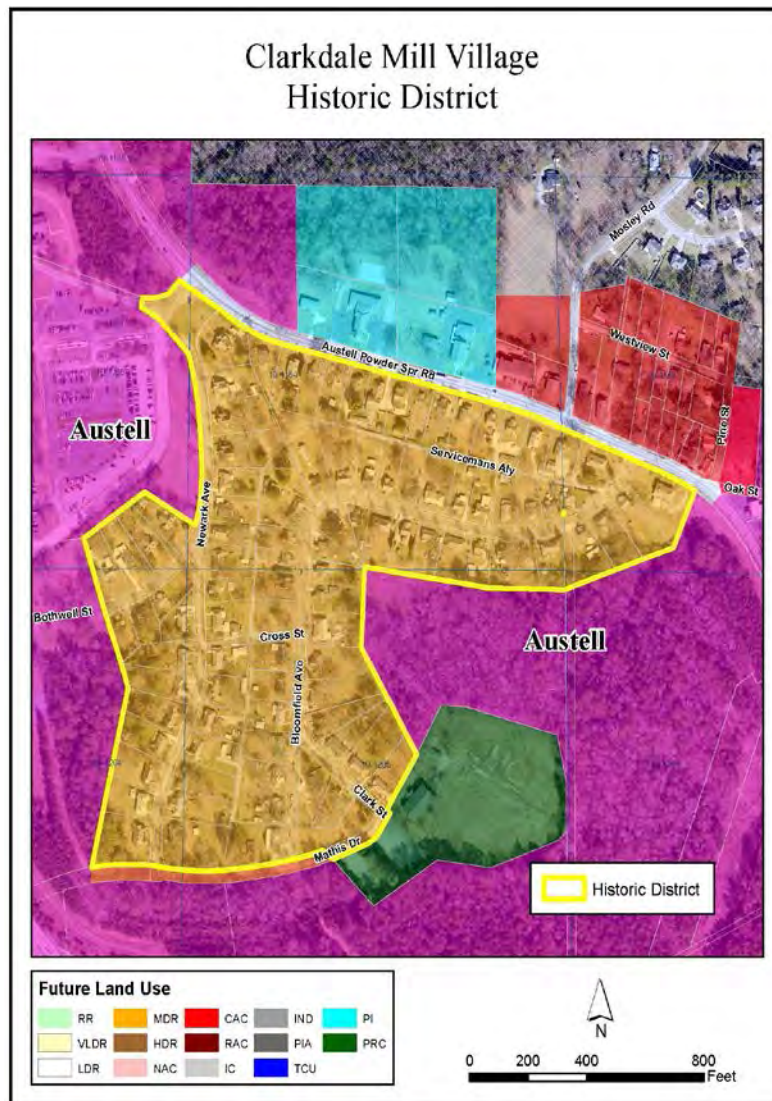 Clarkdale Mill Village
Historic District
Mosley Rd
Westview St
Austell Powder Spr Rd
Pine St
Austell
Servicemans Aly
Oak St
Newark Ave
Bothwell St
Cross St
Austell
Bloomfield Ave
Clark St
Mathis Dr
Historic District
Future Land Use
RR MDR CAC IND PI
VLDR HDR RAC PIA PRC
LDR NAC IC TCU
N
0 200 400 800
Feet